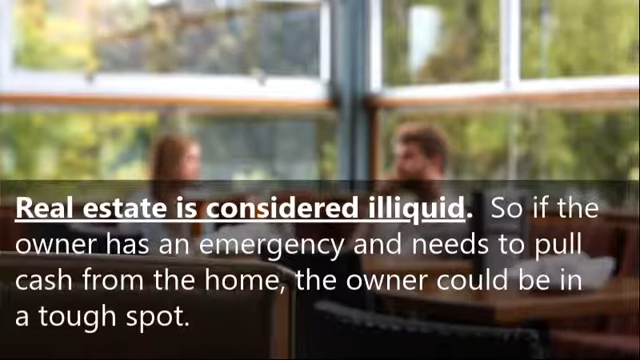 Real estate is considered illiquid.  So if the
owner has an emergency and needs to pull
cash from the home, the owner could be in
a tough spot.